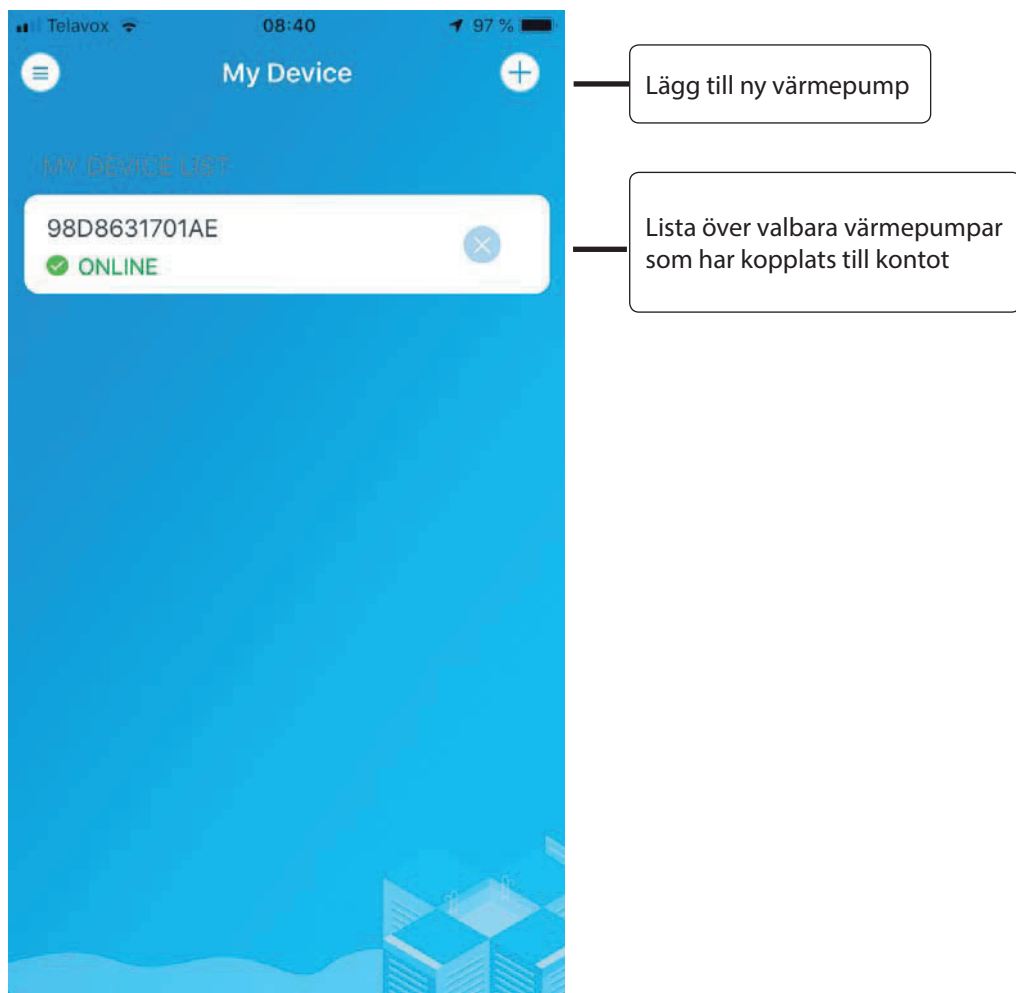 Telavox 08:40 97 %
My Device
Lägg till ny värmepump
MY DEVICE LIST
98D8631701AE
ONLINE
Lista över valbara värmepumpar
som har kopplats till kontot